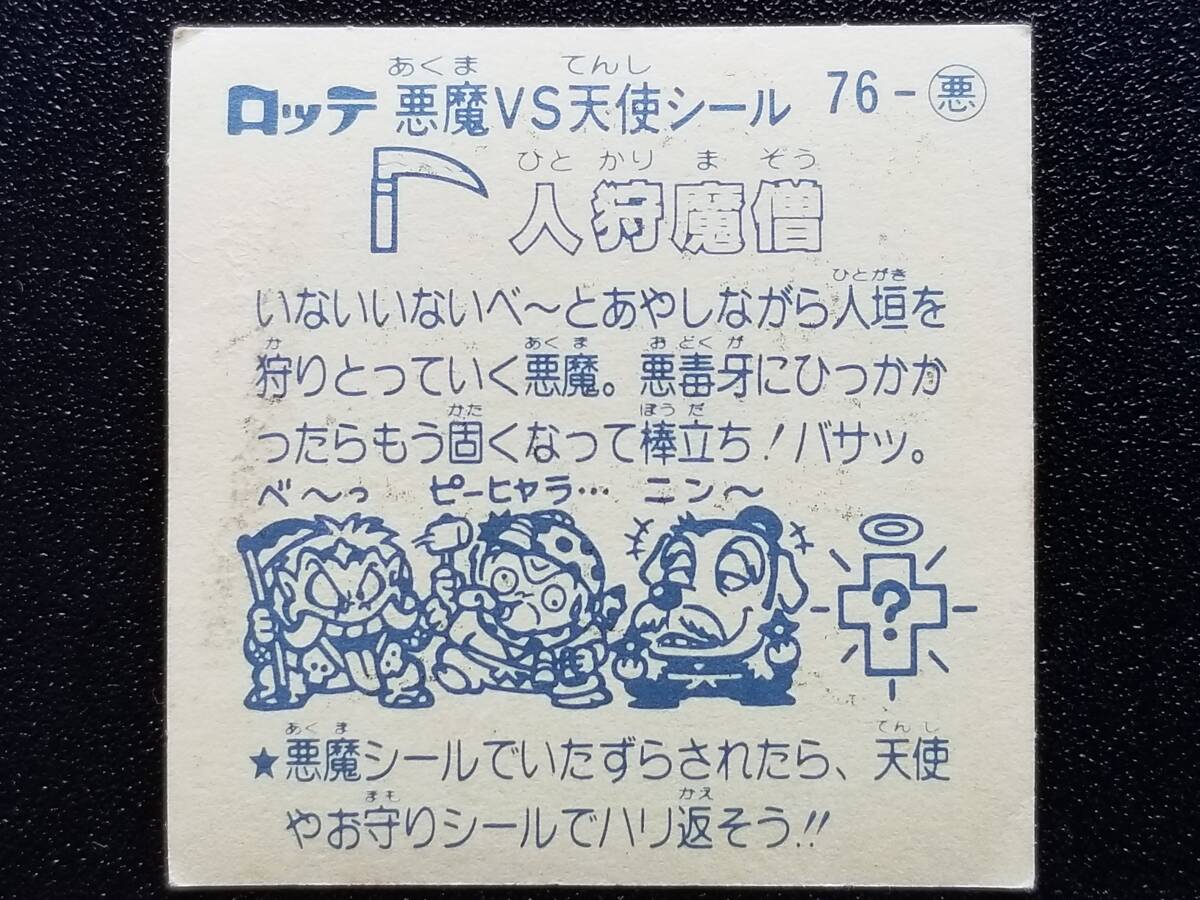 ロッテ 悪魔VS天使シール 76-悪
あくま てんし
人狩魔僧
ひと かり ま ぞう
いないいないべ〜とあやしながら人垣を
ひとがき
狩りとっていく悪魔。悪毒牙にひっかか
か あくま おどくが
ったらもう固くなって棒立ち!バサッ。
かた ぼうだ
べ〜っ ピーヒャラ… ニン〜
?
★悪魔シールでいたずらされたら、天使
あくま てんし
やお守りシールでハリ返そう!!
まも かえ